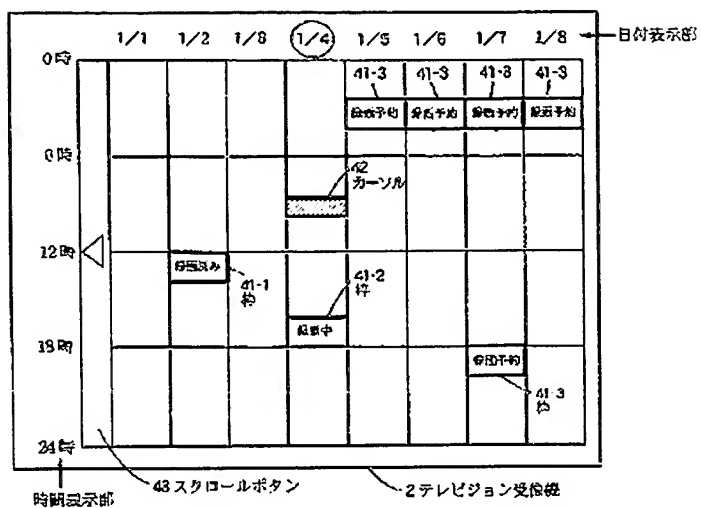 1/1 1/2 1/8 1/4 1/5 1/6 1/7 1/8 日付表示部
0時
41-3 41-3 41-3 41-3
録画予約 録画予約 録画予約 録画予約
6時
42
カーソル
12時
録画済み
41-1
枠
41-2
枠
録画中
18時
録画予約
41-3
枠
24時
時間表示部
43スクロールボタン
2テレビジョン受像機